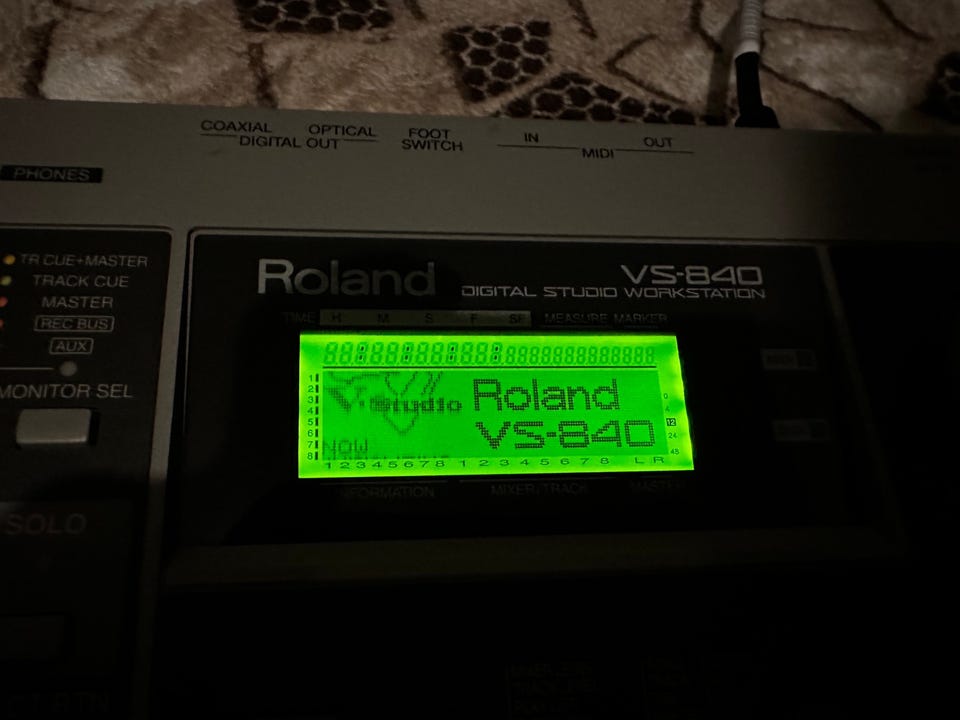 COAXIAL OPTICAL
DIGITAL OUT
FOOT
SWITCH
IN OUT
MIDI
PHONES
TR CUE+MASTER
TRACK CUE
MASTER
REC BUS
AUX
MONITOR SEL
SOLO
Roland
VS-840
DIGITAL STUDIO WORKSTATION
TIME H M S F SF MEASURE MARKER
1
2
3
4
5
6
7
8
V-Studio
NOW
Roland
VS-840
0
4
12
24
48
1 2 3 4 5 6 7 8 1 2 3 4 5 6 7 8 L R
INFORMATION MIXER/TRACK MASTER